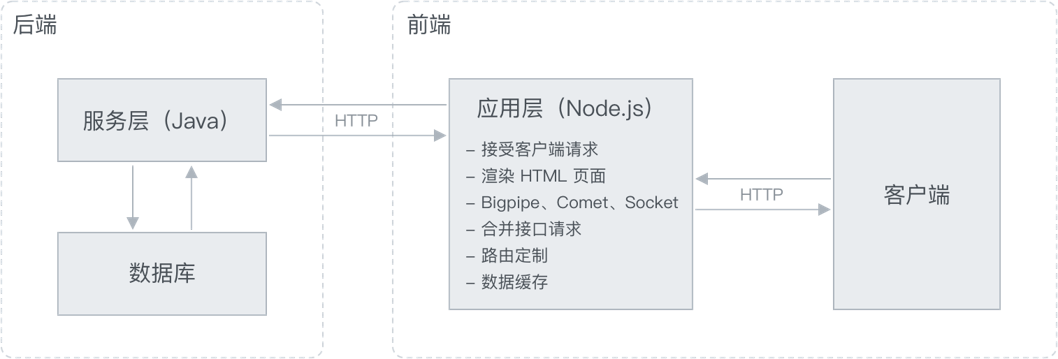 后端
前端
服务层（Java）
HTTP
应用层（Node.js）
– 接受客户端请求
– 渲染 HTML 页面
– Bigpipe、Comet、Socket
– 合并接口请求
– 路由定制
– 数据缓存
HTTP
客户端
数据库